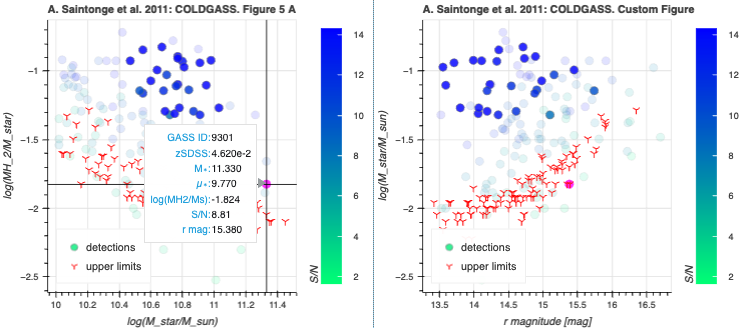 A. Saintonge et al. 2011: COLDGASS. Figure 5 A
log(MH_2/M_star)
−1
−1.5
−2
−2.5
10
10.2
10.4
10.6
10.8
11
11.2
11.4
log(M_star/M_sun)
GASS ID:9301
zSDSS:4.620e-2
M*:11.330
μ*:9.770
log(MH2/Ms):-1.824
S/N:8.81
r mag:15.380
detections
upper limits
14
12
10
8
6
4
2
S/N
A. Saintonge et al. 2011: COLDGASS. Custom Figure
log(M_star/M_sun)
−1
−1.5
−2
−2.5
13.5
14
14.5
15
15.5
16
16.5
r magnitude [mag]
detections
upper limits
14
12
10
8
6
4
2
S/N